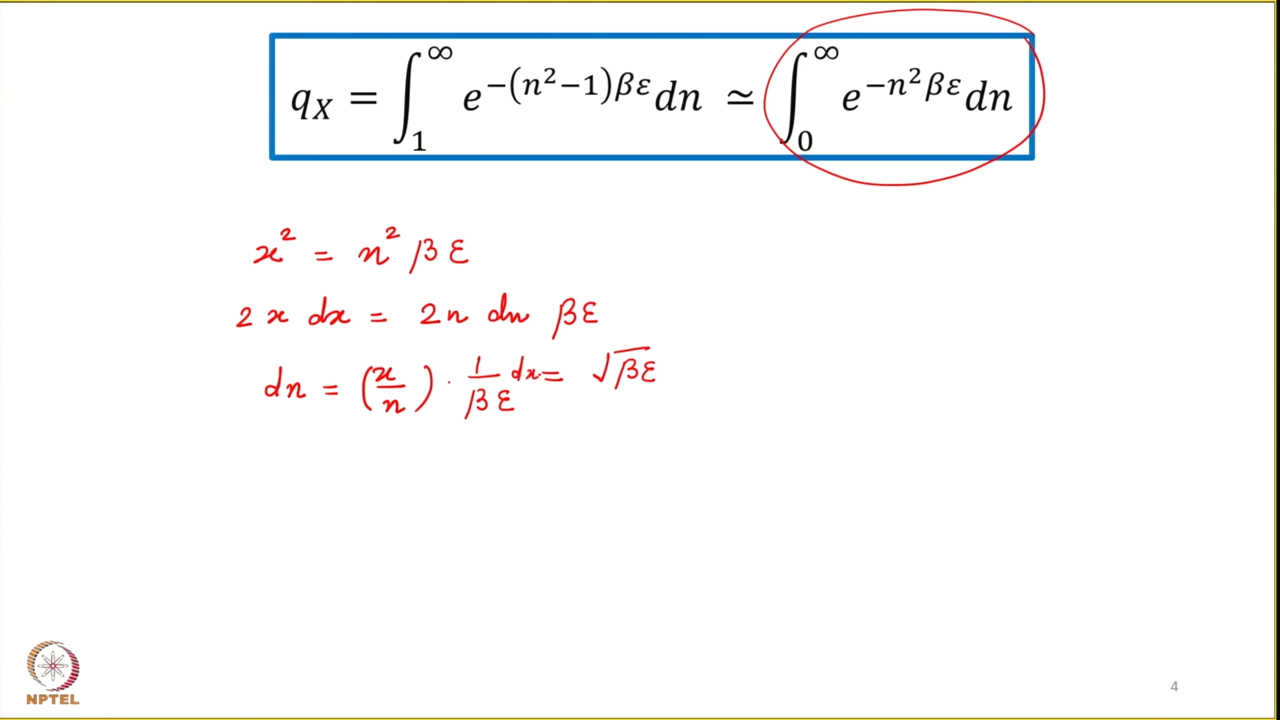 q_X = ∫_1^∞ e^{-(n²-1)βε} dn ≃ ∫_0^∞ e^{-n²βε} dn
x² = n² βε
2 x dx = 2n dn βε
dn = (x/n) · 1/βε dx = √βε
NPTEL
4